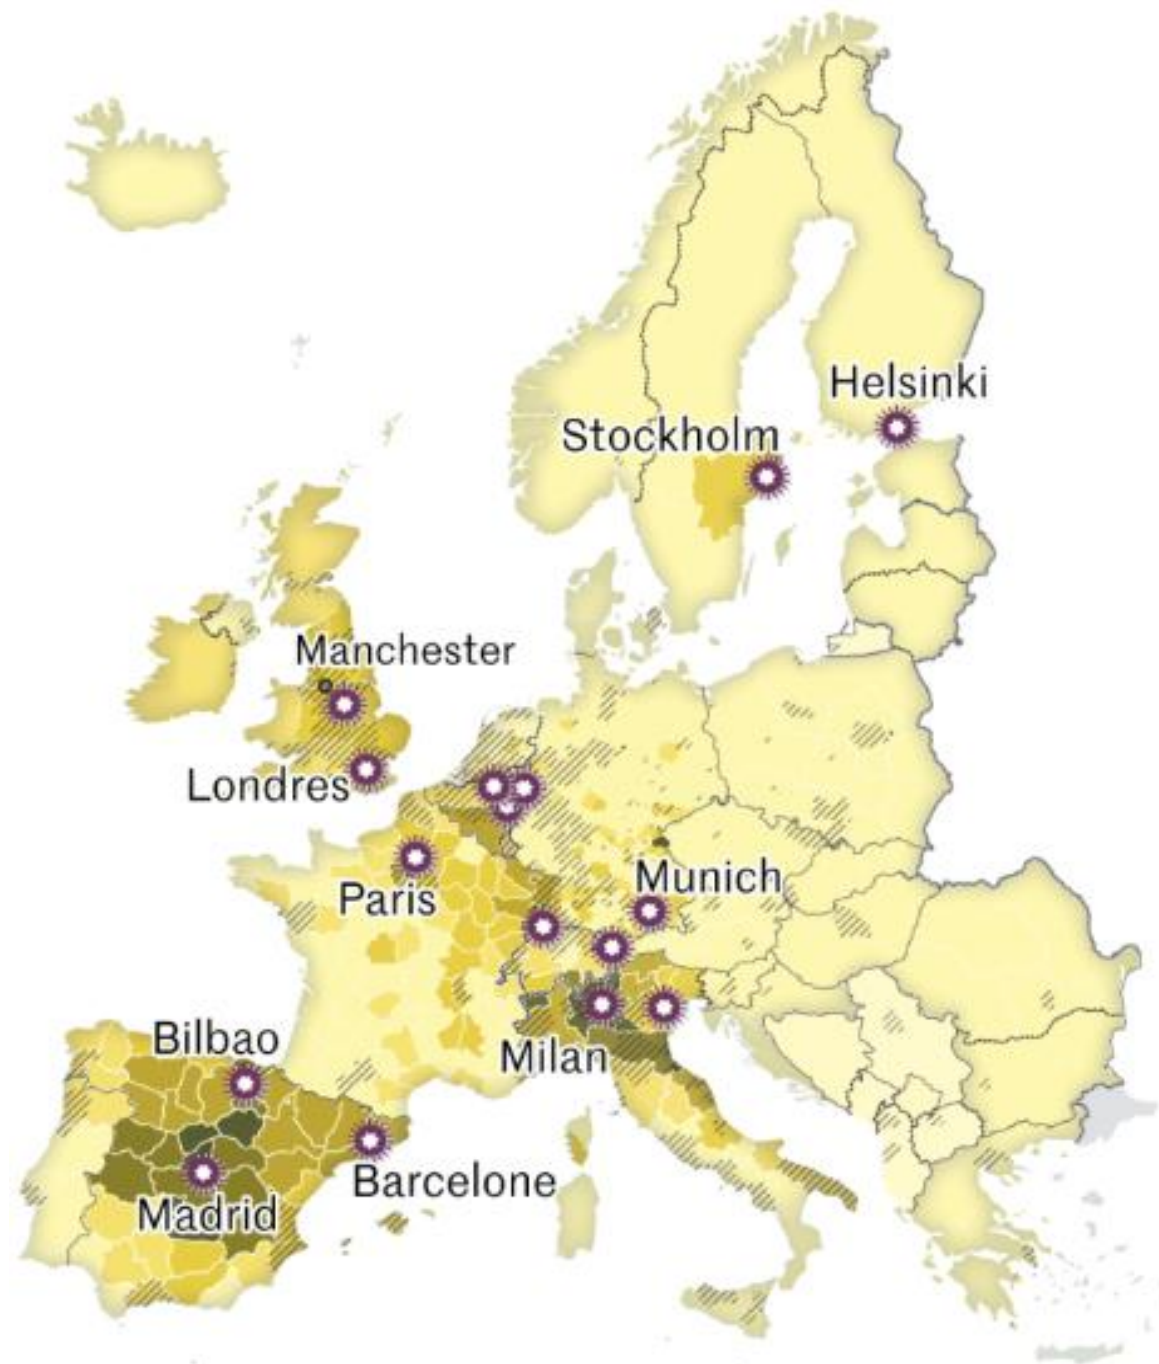 Helsinki
Stockholm
Manchester
Londres
Paris
Munich
Bilbao
Milan
Barcelone
Madrid